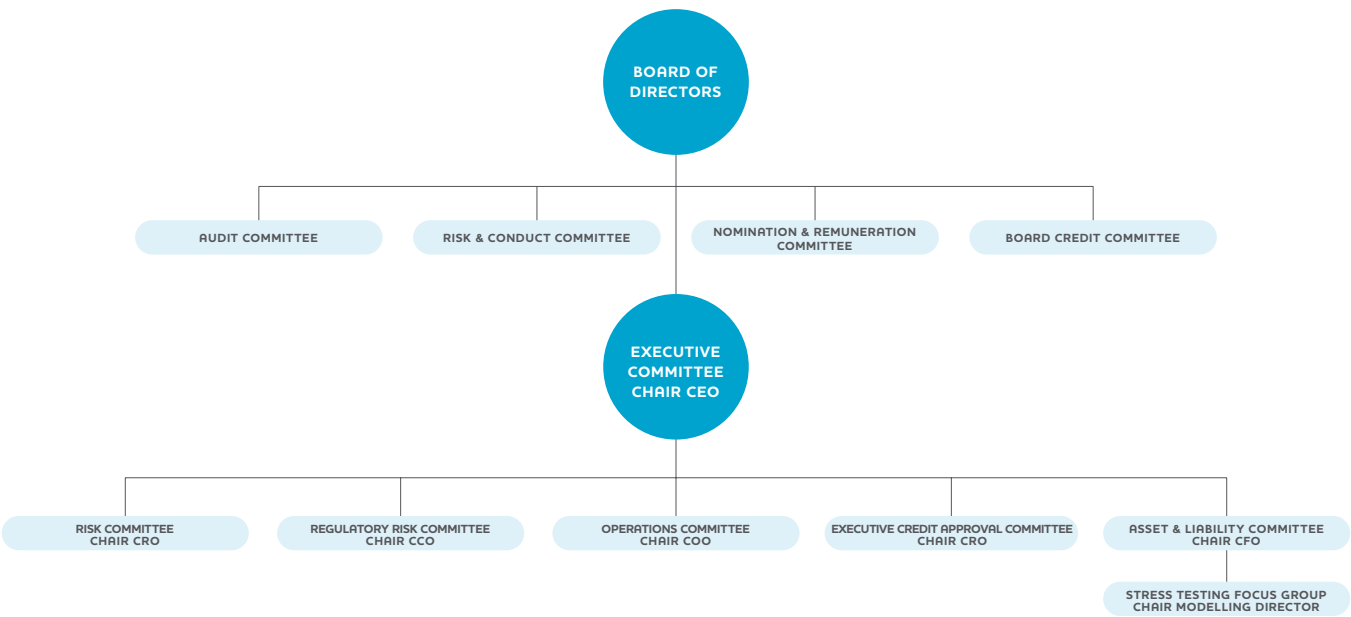 BOARD OF
DIRECTORS
AUDIT COMMITTEE
RISK & CONDUCT COMMITTEE
NOMINATION & REMUNERATION
COMMITTEE
BOARD CREDIT COMMITTEE
EXECUTIVE
COMMITTEE
CHAIR CEO
RISK COMMITTEE
CHAIR CRO
REGULATORY RISK COMMITTEE
CHAIR CCO
OPERATIONS COMMITTEE
CHAIR COO
EXECUTIVE CREDIT APPROVAL COMMITTEE
CHAIR CRO
ASSET & LIABILITY COMMITTEE
CHAIR CFO
STRESS TESTING FOCUS GROUP
CHAIR MODELLING DIRECTOR